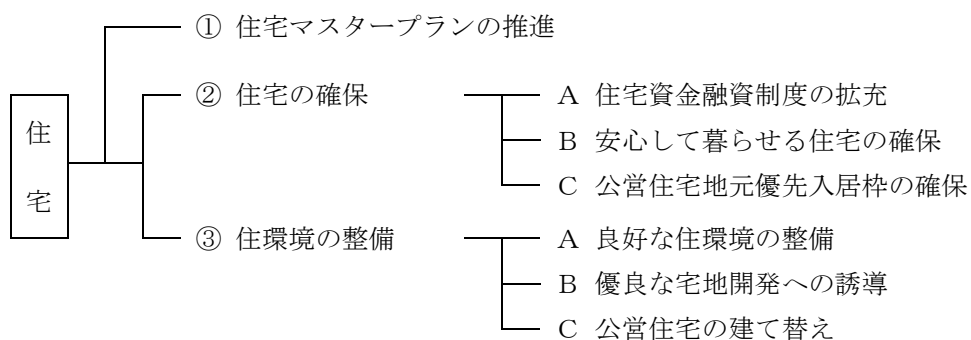 住宅
① 住宅マスタープランの推進
② 住宅の確保
A 住宅資金融資制度の拡充
B 安心して暮らせる住宅の確保
C 公営住宅地元優先入居枠の確保
③ 住環境の整備
A 良好な住環境の整備
B 優良な宅地開発への誘導
C 公営住宅の建て替え